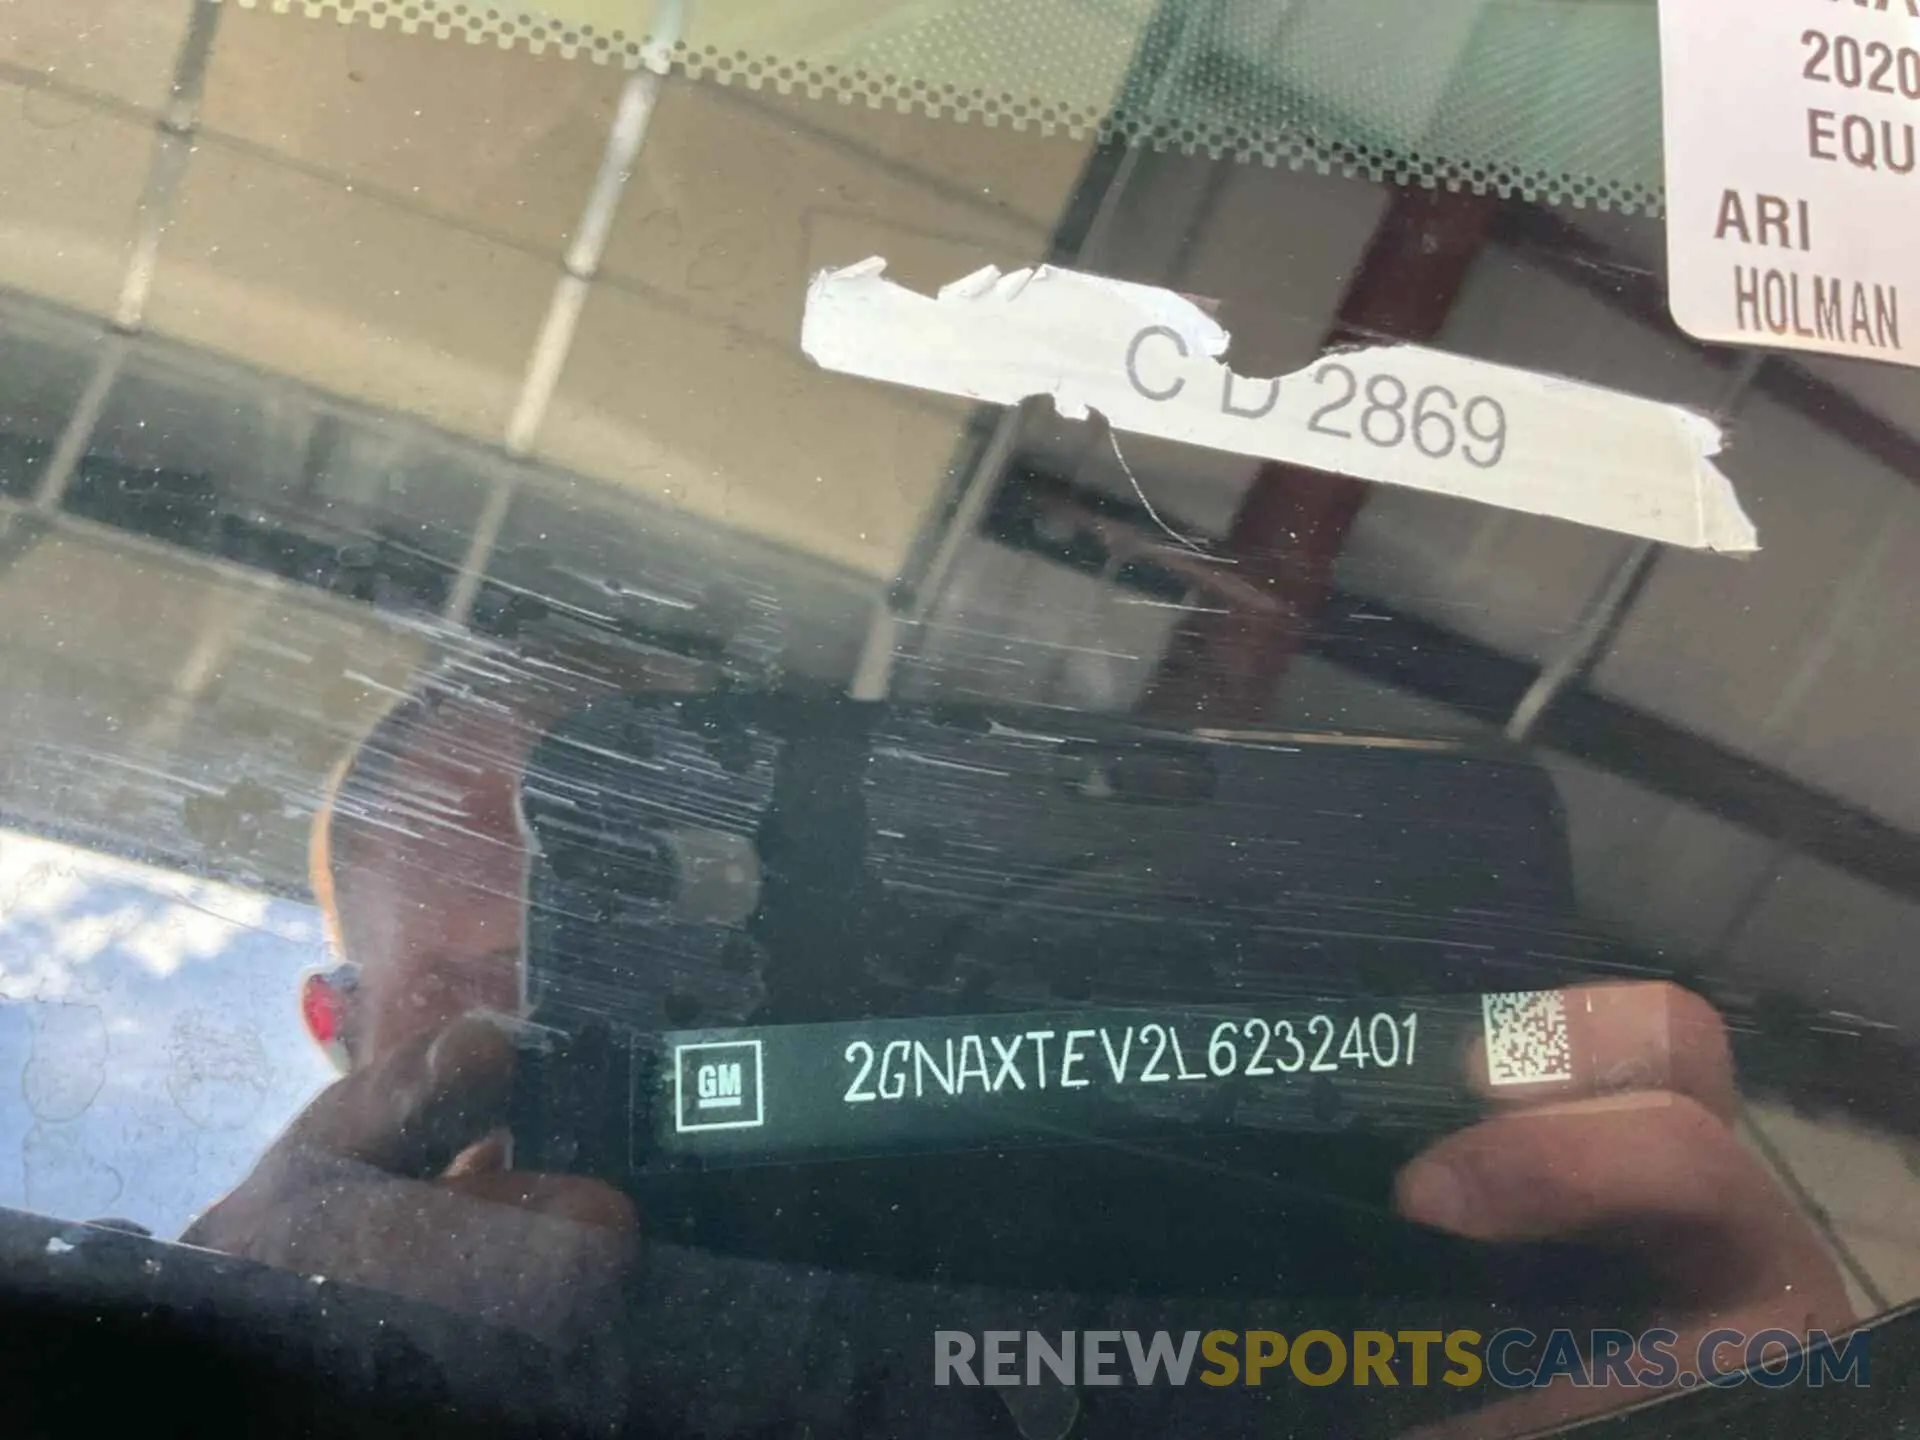 2020
EQU
ARI
HOLMAN
C D 2869
GM 2GNAXTEV2L6232401
RENEWSPORTSCARS.COM